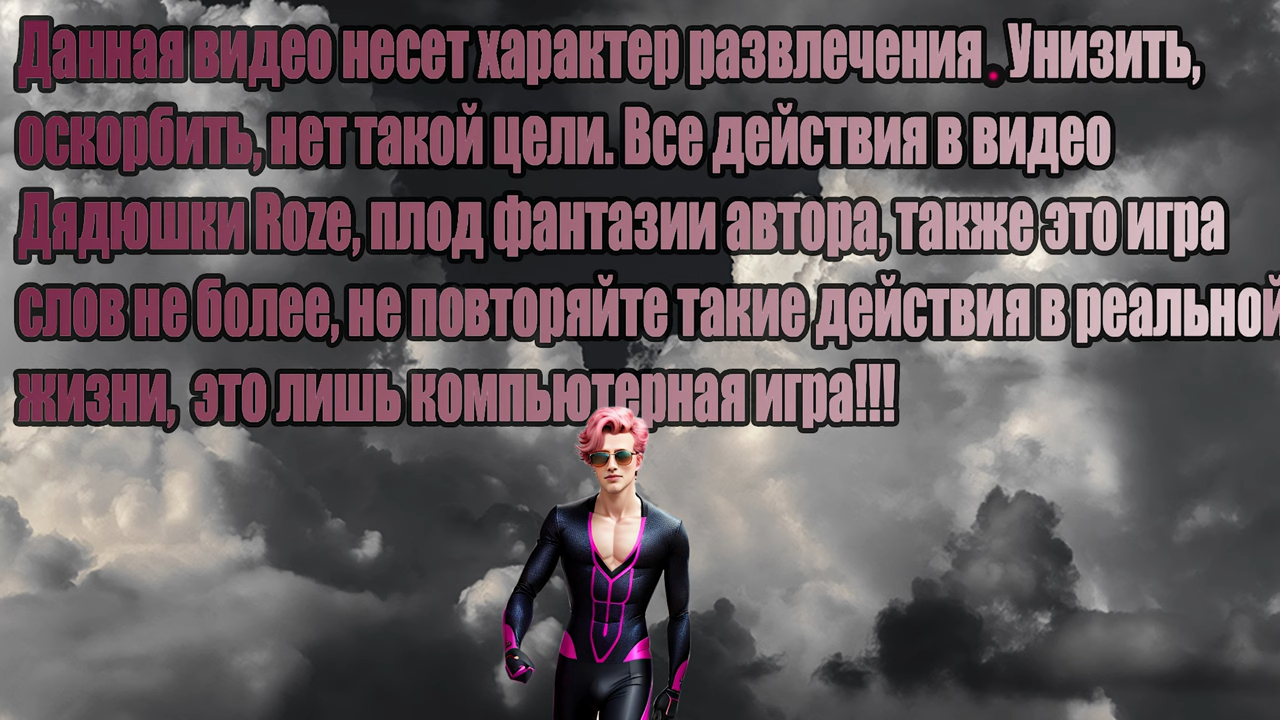 Данная видео несет характер развлечения . Унизить,
оскорбить, нет такой цели. Все действия в видео
Дядюшки Roze, плод фантазии автора, также это игра
слов не более, не повторяйте такие действия в реальной
жизни, это лишь компьютерная игра!!!